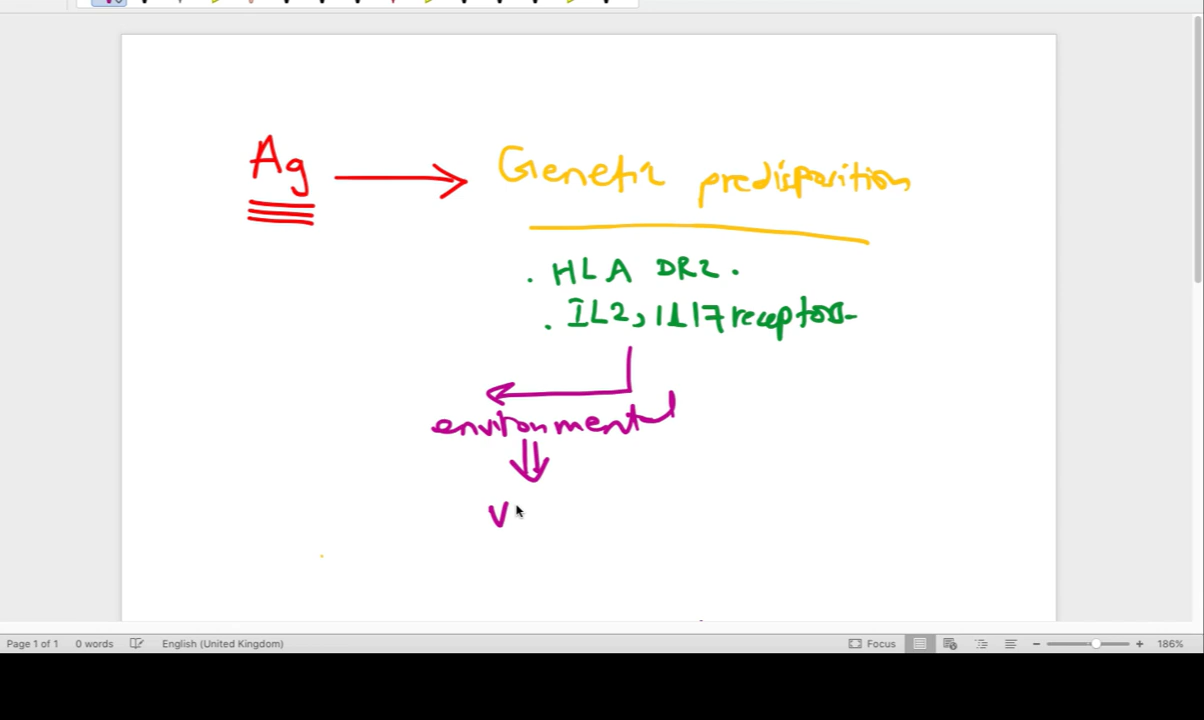 Ag
Genetic predisposition
. HLA DR2.
. IL2, IL17 receptors
environmental
V
Page 1 of 1 0 words English (United Kingdom) Focus 186%